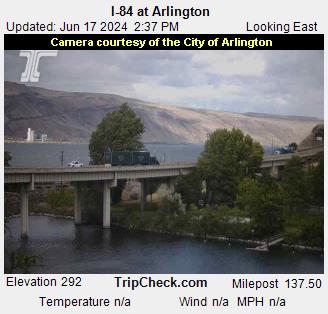 I-84 at Arlington
Updated: Jun 17 2024 2:37 PM Looking East
Camera courtesy of the City of Arlington
Elevation 292 TripCheck.com Milepost 137.50
Temperature n/a Wind n/a MPH n/a